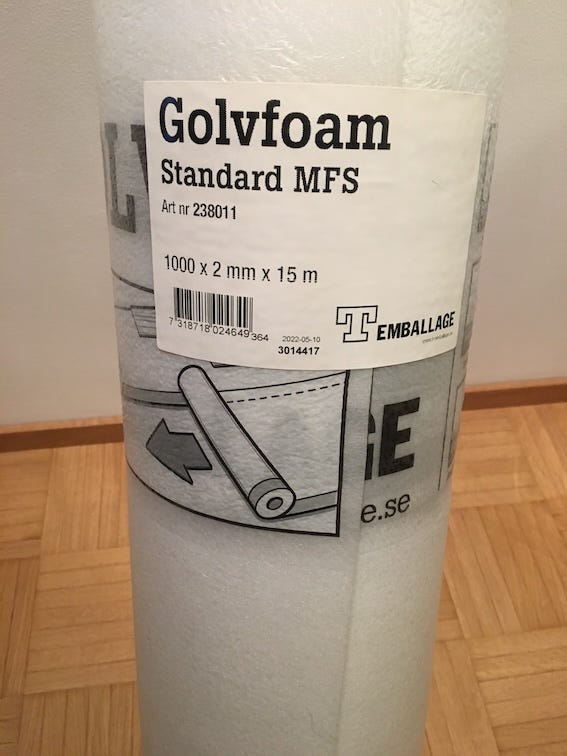 Golvfoam
Standard MFS
Art nr 238011
1000 x 2 mm x 15 m
7 318718 024649 364
2022-05-10
3014417
T EMBALLAGE
GE
e.se